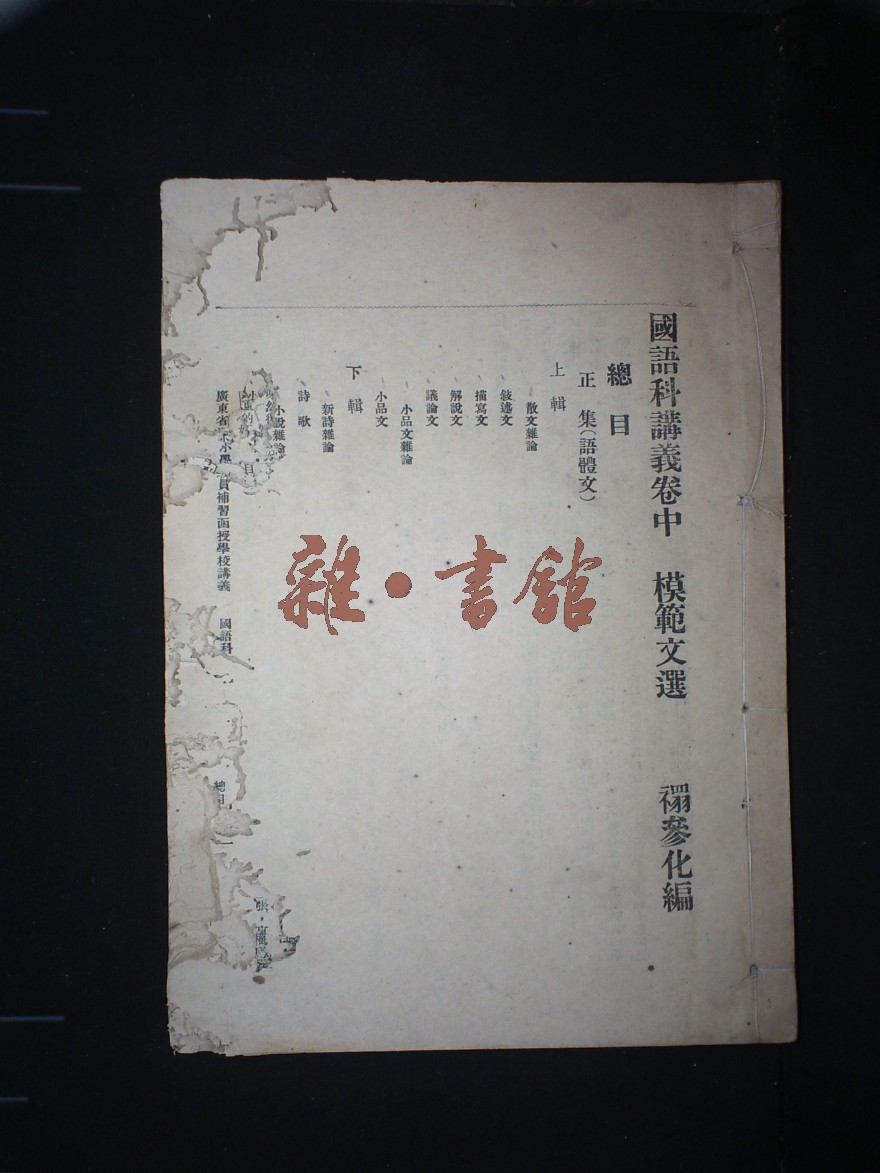 國語科講義卷中　模範文選　禤參化編
總目
正　集(語體文)
上　輯
散文雜論
敍述文
描寫文
解說文
議論文
小品文雜論
小品文
下　輯
新詩雜論
詩　歌
小說雜論
廣東省 小學 員補習函授學校講義　國語科　總目
雜·書館